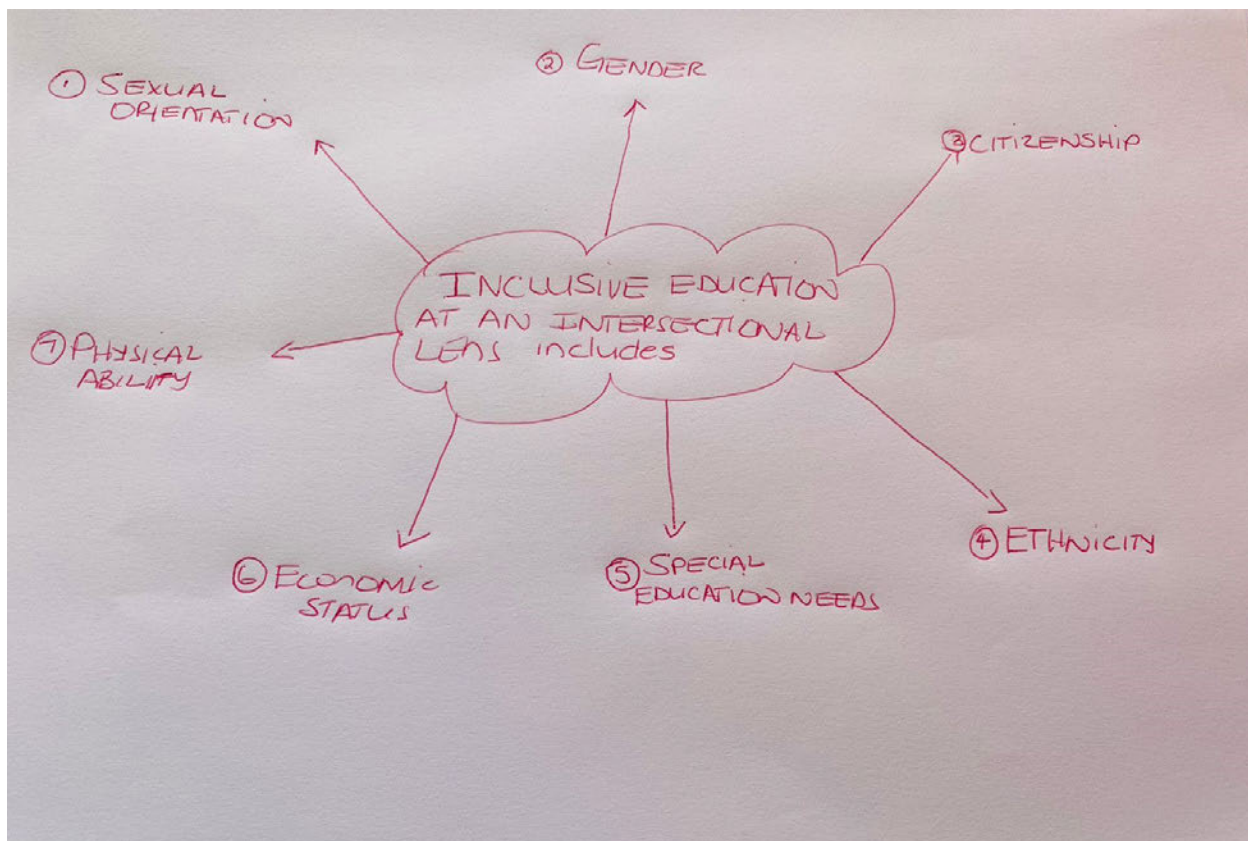 ① SEXUAL
ORIENTATION
② GENDER
③ CITIZENSHIP
INCLUSIVE EDUCATION
AT AN INTERSECTIONAL
LENS includes
⑦ PHYSICAL
ABILITY
④ ETHNICITY
⑤ SPECIAL
EDUCATION NEEDS
⑥ ECONOMIC
STATUS